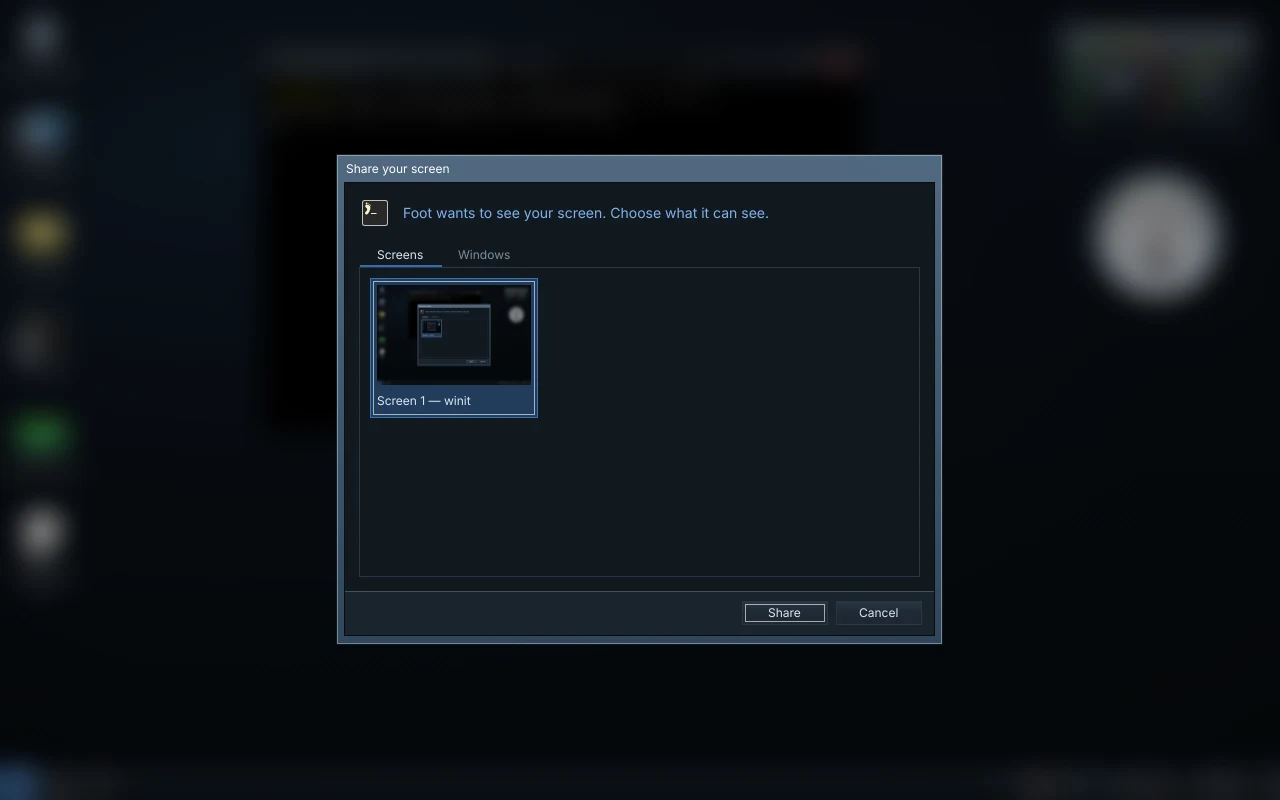 Share your screen
Foot wants to see your screen. Choose what it can see.
Screens
Windows
Screen 1 — winit
Share
Cancel